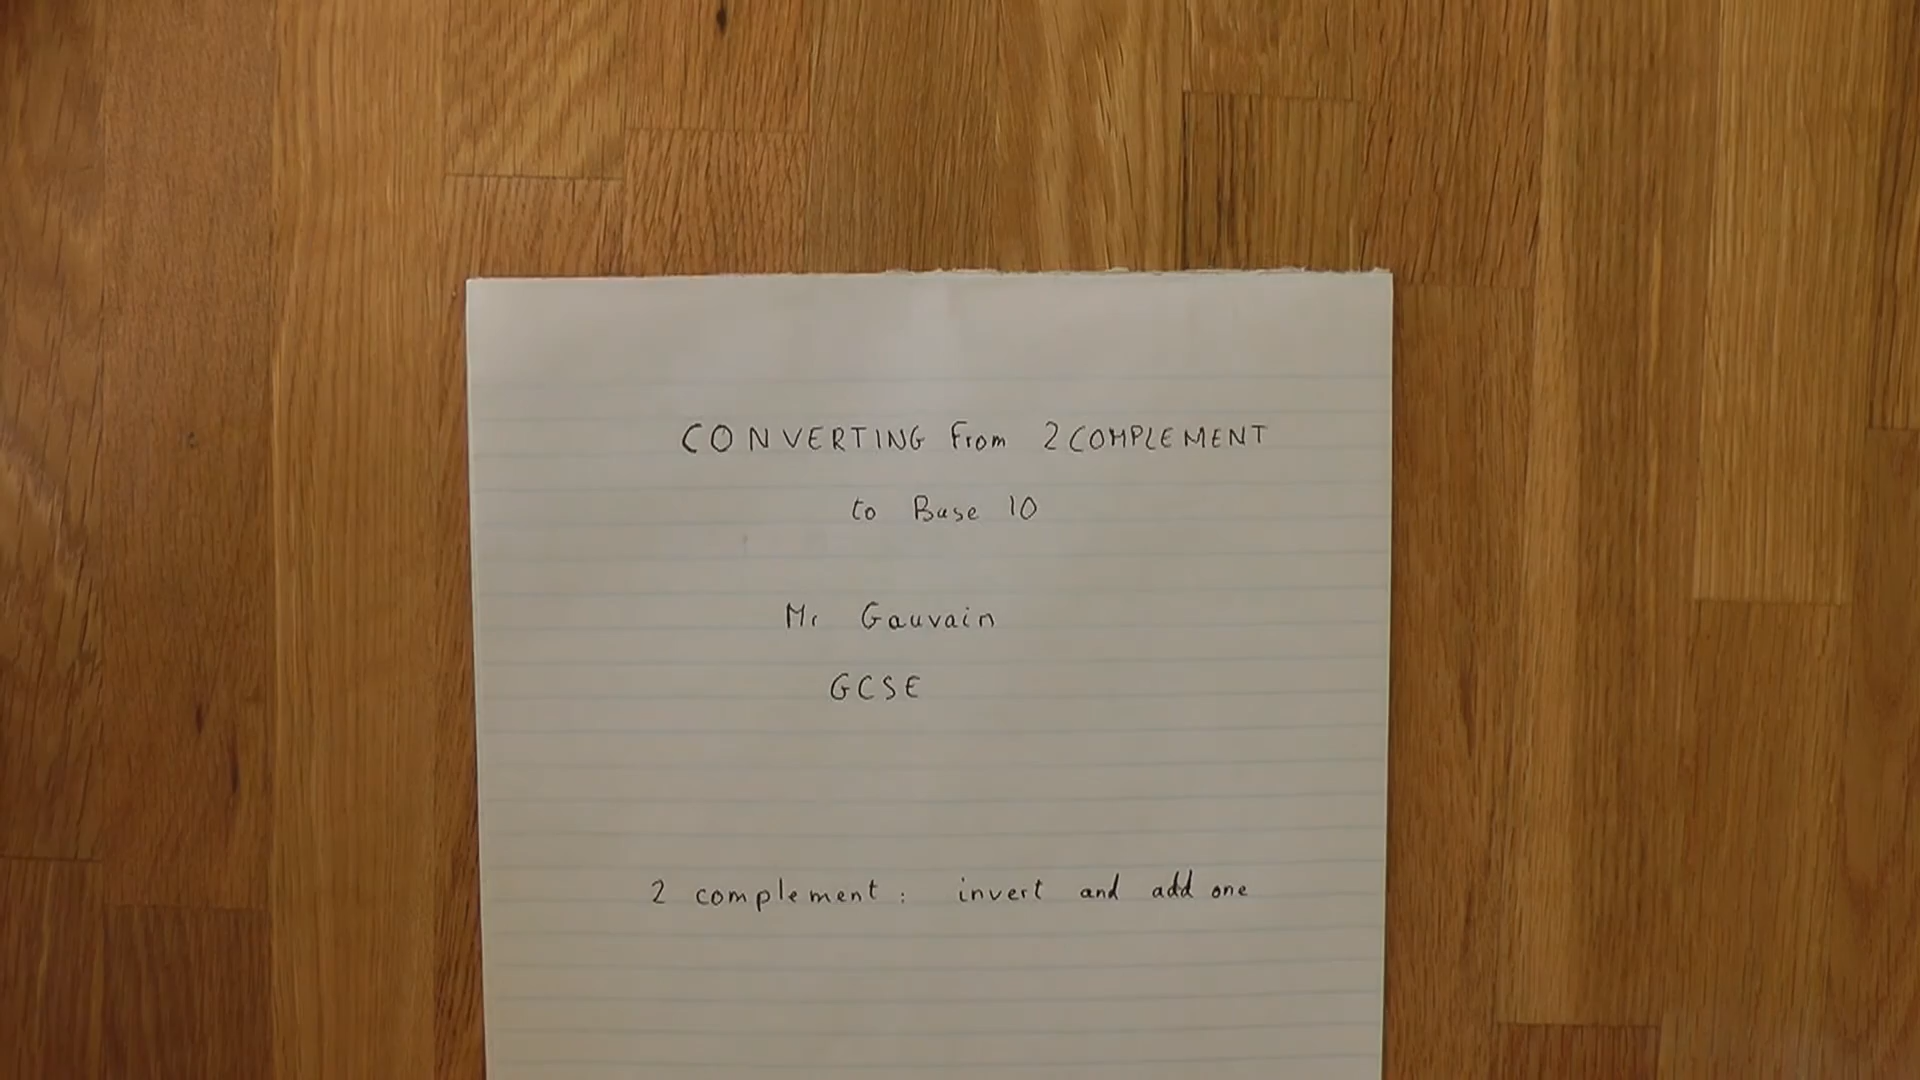 CONVERTING From 2COMPLEMENT
to Base 10
Mr Gauvain
GCSE
2 complement : invert and add one